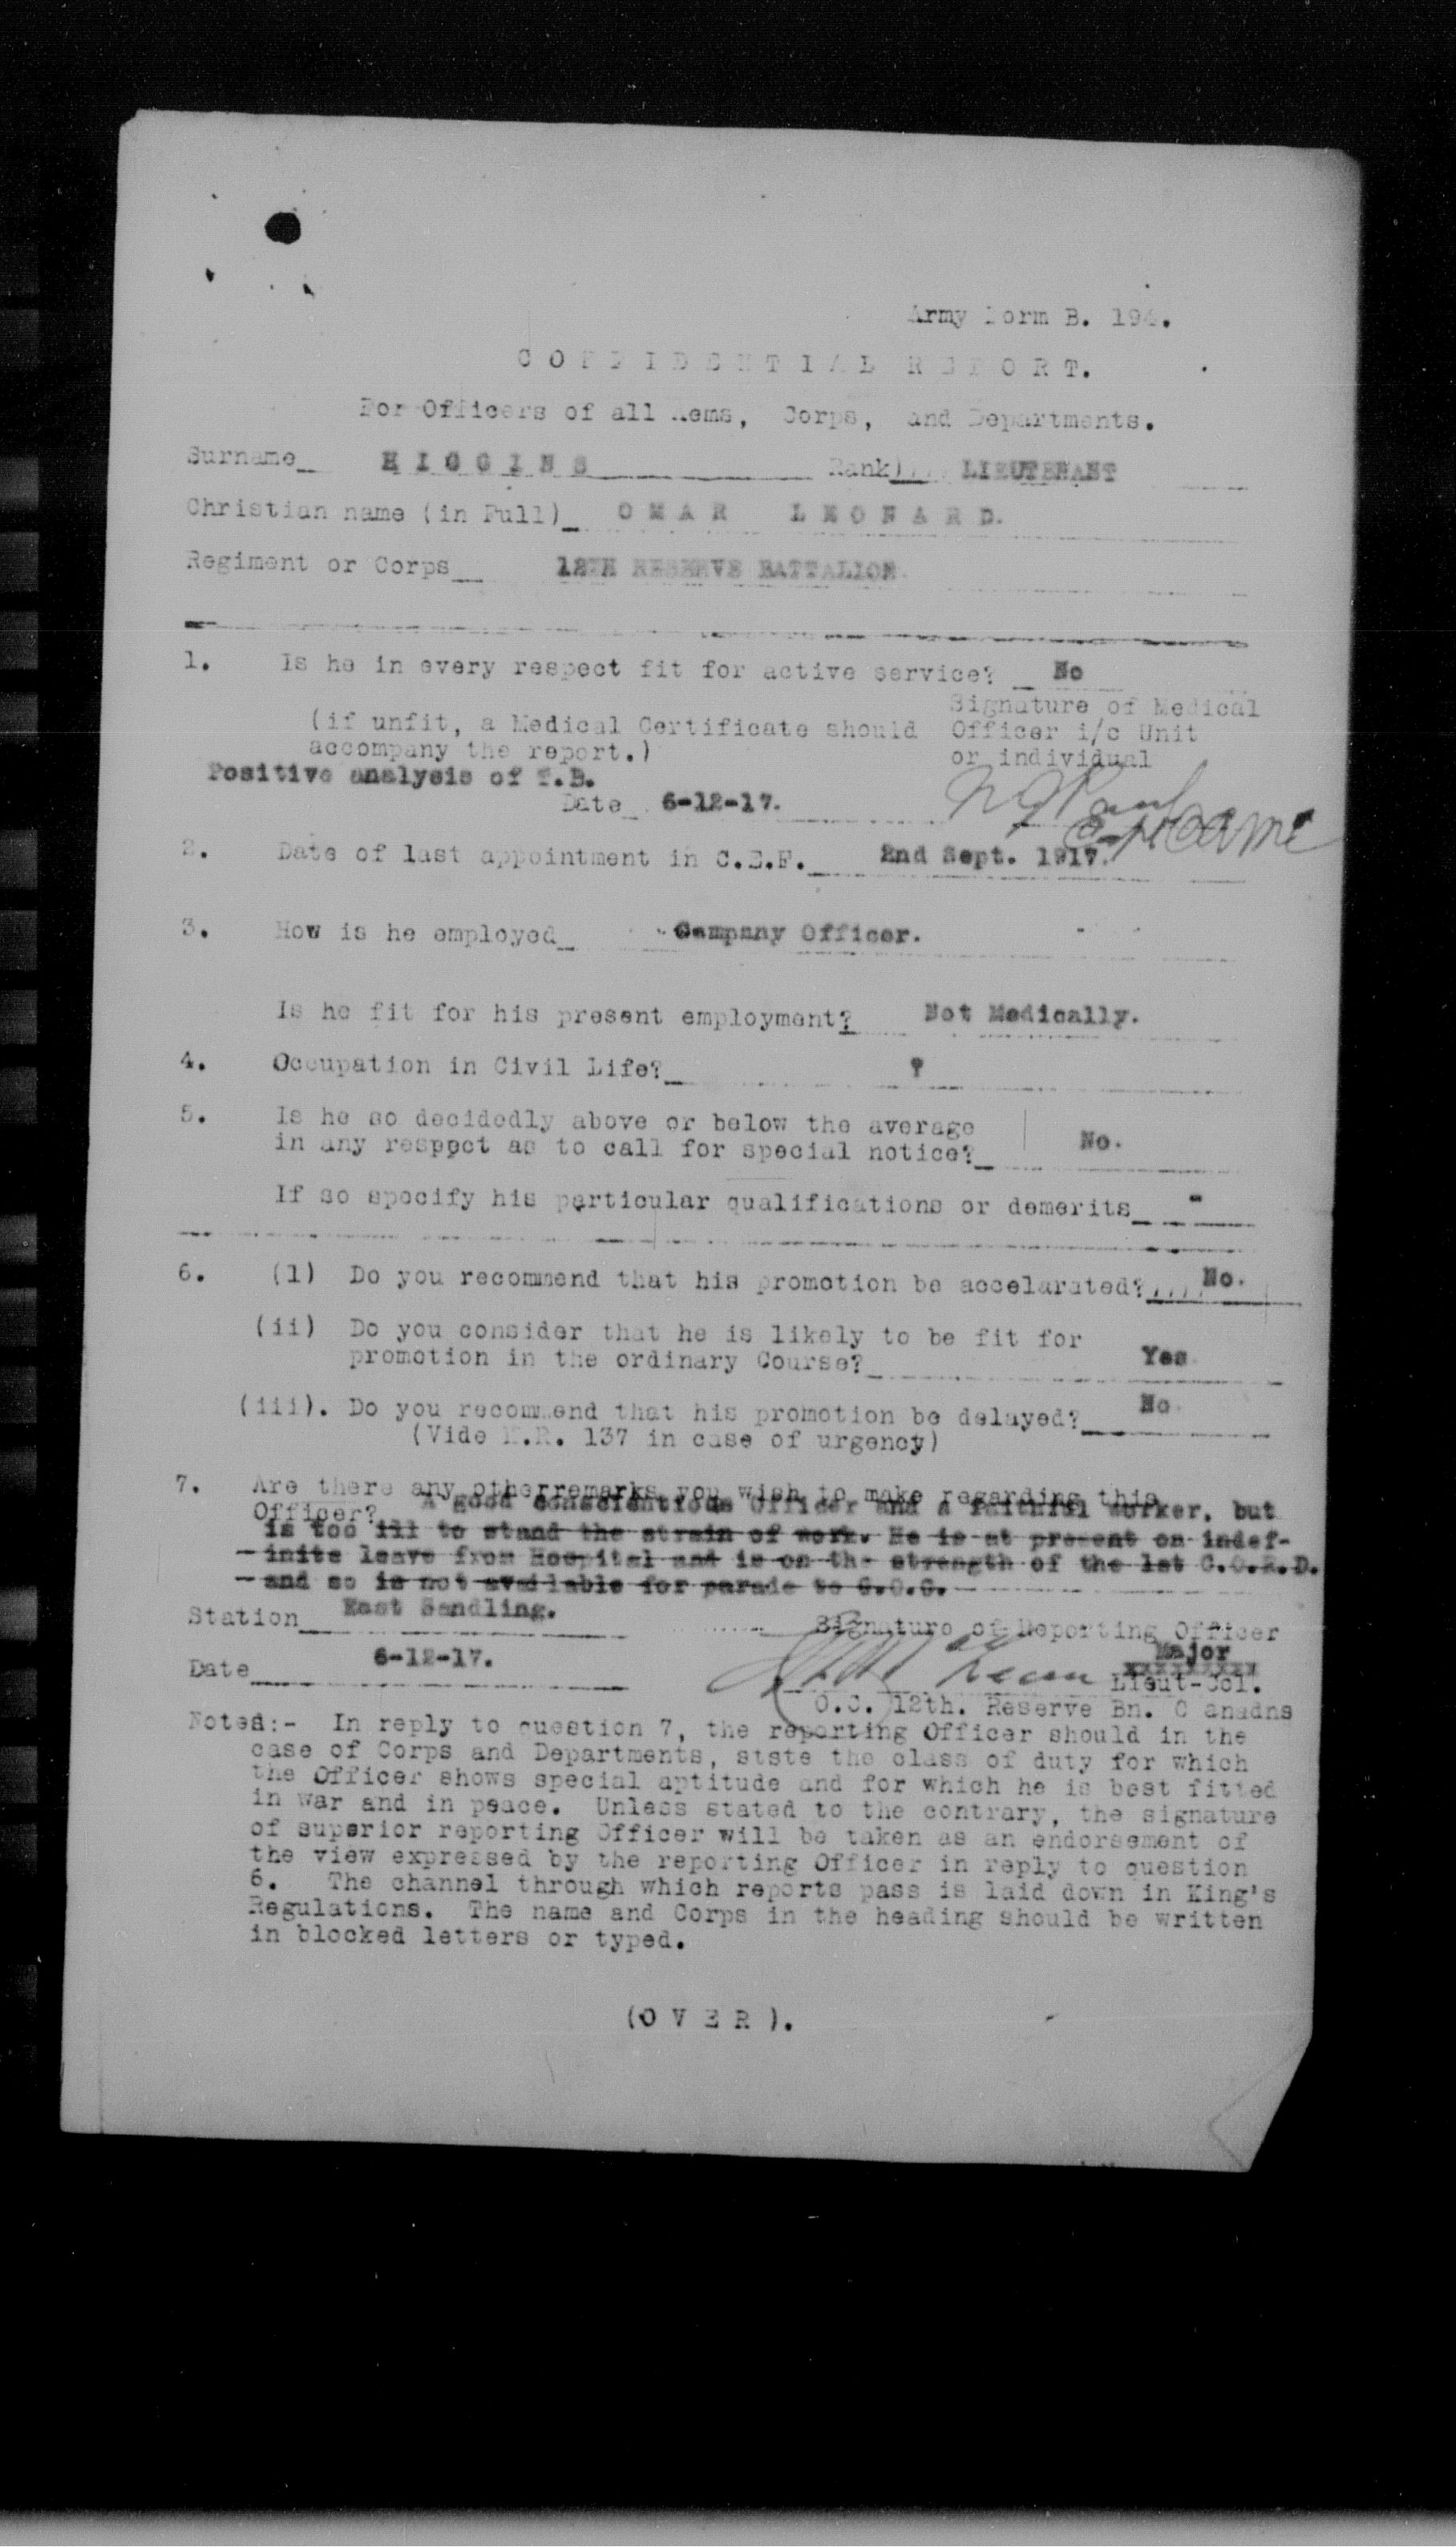 Army Form B. 194.
C O N F I D E N T I A L   R E P O R T.
For Officers of all Aems, Corps, and Departments.
Surname H I G G I N S Rank) LIEUTENANT
Christian name (in Full) O M A R   L E O N A R D.
Regiment or Corps 12TH RESERVE BATTALION.
1. Is he in every respect fit for active service? No
Signature of Medical
(if unfit, a Medical Certificate should Officer i/c Unit
accompany the report.) or individual
Positive analysis of T.B.
Date 6-12-17.
2. Date of last appointment in C.E.F. 2nd Sept. 1917.
3. How is he employed Company Officer.
Is he fit for his present employment? Not Medically.
4. Occupation in Civil Life? ?
5. Is he so decidedly above or below the average
in any respect as to call for special notice? No.
If so specify his particular qualifications or demerits -
6. (1) Do you recommend that his promotion be accelarated?,,,, No.
(ii) Do you consider that he is likely to be fit for
promotion in the ordinary Course? Yes
(iii). Do you recommend that his promotion be delayed? No.
(Vide K.R. 137 in case of urgency)
7. Are there any otherremarks you wish to make regarding this
Officer? A good conscientious Officer and a faithful worker, but
is too ill to stand the strain of work. He is at present on indef-
-inite leave from Hospital and is on the strength of the 1st C.O.R.D.
-and so is not available for parade to G.O.C.
Station East Sandling.
Signature of Reporting Officer
Major
Date 6-12-17.
Lieut-Col.
O.C. 12th. Reserve Bn. C anadns
Notes:- In reply to question 7, the reporting Officer should in the
case of Corps and Departments, stste the class of duty for which
the Officer shows special aptitude and for which he is best fitted
in war and in peace. Unless stated to the contrary, the signature
of superior reporting Officer will be taken as an endorsement of
the view expressed by the reporting Officer in reply to question
6. The channel through which reports pass is laid down in King's
Regulations. The name and Corps in the heading should be written
in blocked letters or typed.
(O V E R ).